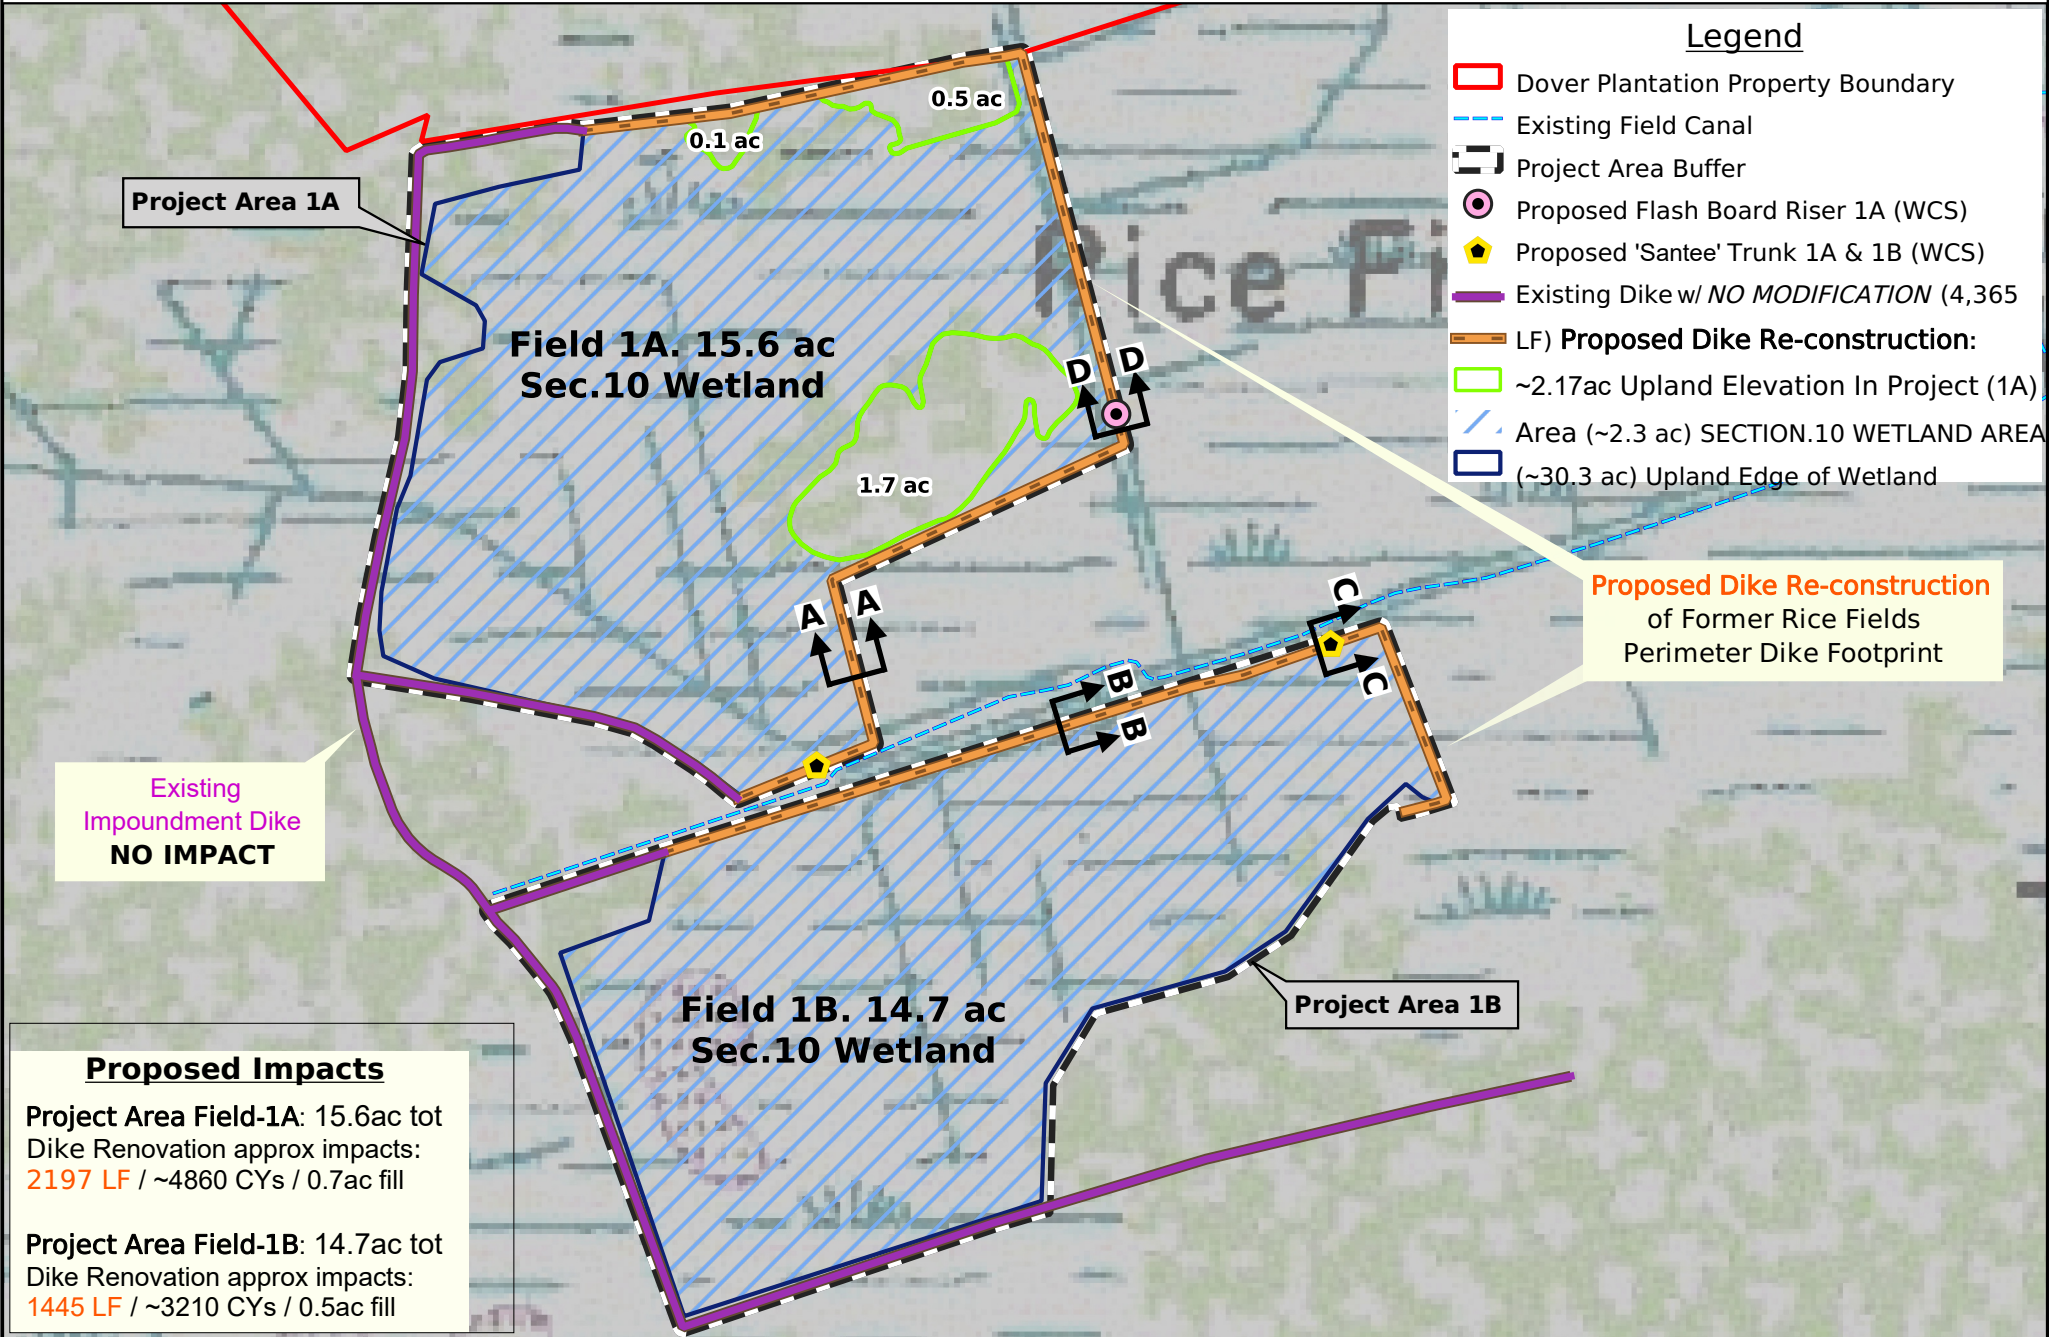 Legend
Dover Plantation Property Boundary
Existing Field Canal
Project Area Buffer
Proposed Flash Board Riser 1A (WCS)
Proposed 'Santee' Trunk 1A & 1B (WCS)
Existing Dike w/ NO MODIFICATION (4,365
LF) Proposed Dike Re-construction:
~2.17ac Upland Elevation In Project (1A)
Area (~2.3 ac) SECTION.10 WETLAND AREA
(~30.3 ac) Upland Edge of Wetland
0.5 ac
0.1 ac
Project Area 1A
Rice Fi
Field 1A. 15.6 ac
Sec.10 Wetland
D
D
1.7 ac
A
A
C
C
B
B
Proposed Dike Re-construction
of Former Rice Fields
Perimeter Dike Footprint
Existing
Impoundment Dike
NO IMPACT
Field 1B. 14.7 ac
Sec.10 Wetland
Project Area 1B
Proposed Impacts
Project Area Field-1A: 15.6ac tot
Dike Renovation approx impacts:
2197 LF / ~4860 CYs / 0.7ac fill
Project Area Field-1B: 14.7ac tot
Dike Renovation approx impacts:
1445 LF / ~3210 CYs / 0.5ac fill